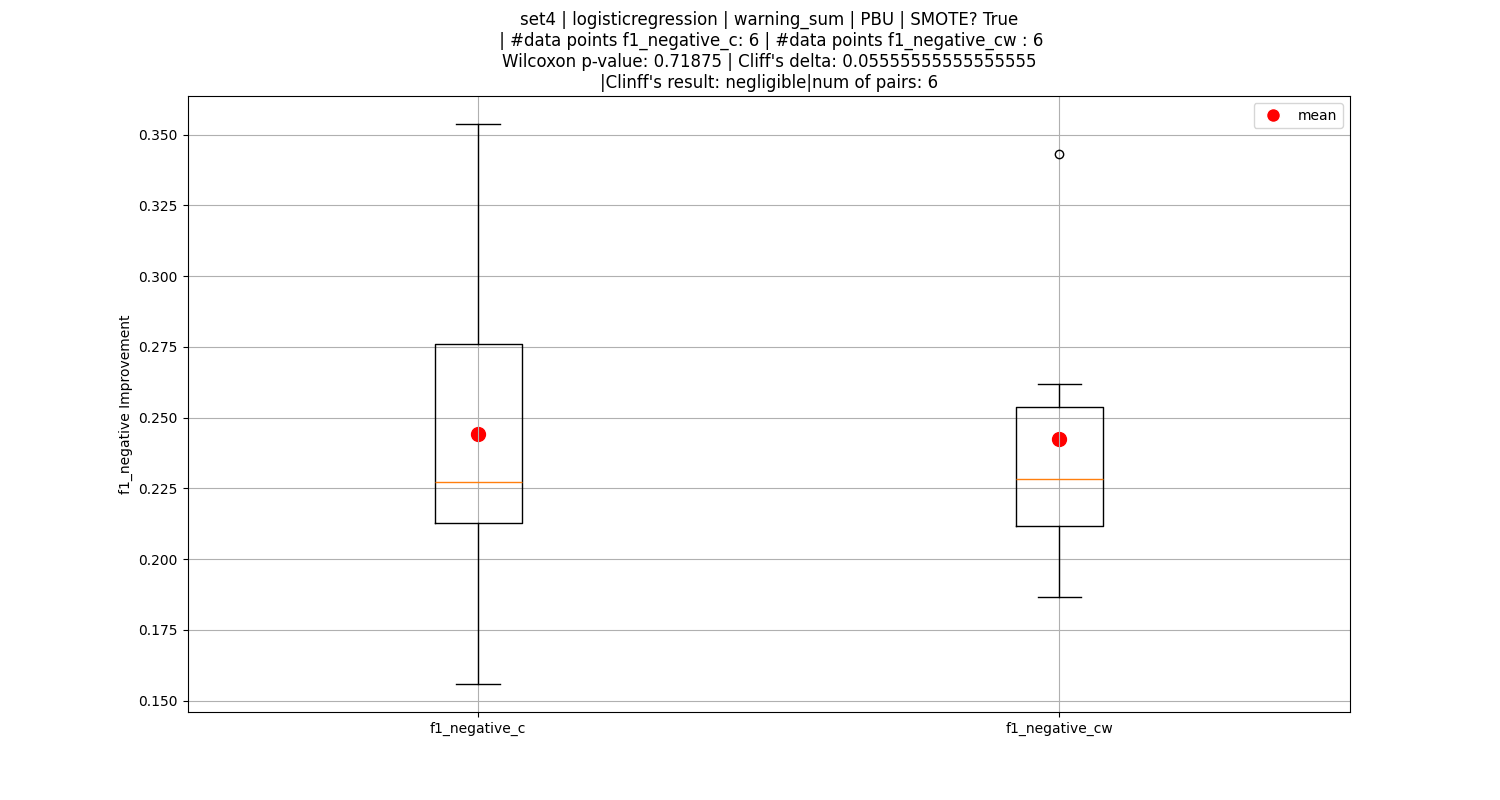 set4 | logisticregression | warning_sum | PBU | SMOTE? True
| #data points f1_negative_c: 6 | #data points f1_negative_cw : 6
Wilcoxon p-value: 0.71875 | Cliff's delta: 0.05555555555555555
|Clinff's result: negligible|num of pairs: 6
mean
0.350
0.325
0.300
0.275
0.250
0.225
0.200
0.175
0.150
f1_negative Improvement
f1_negative_c
f1_negative_cw